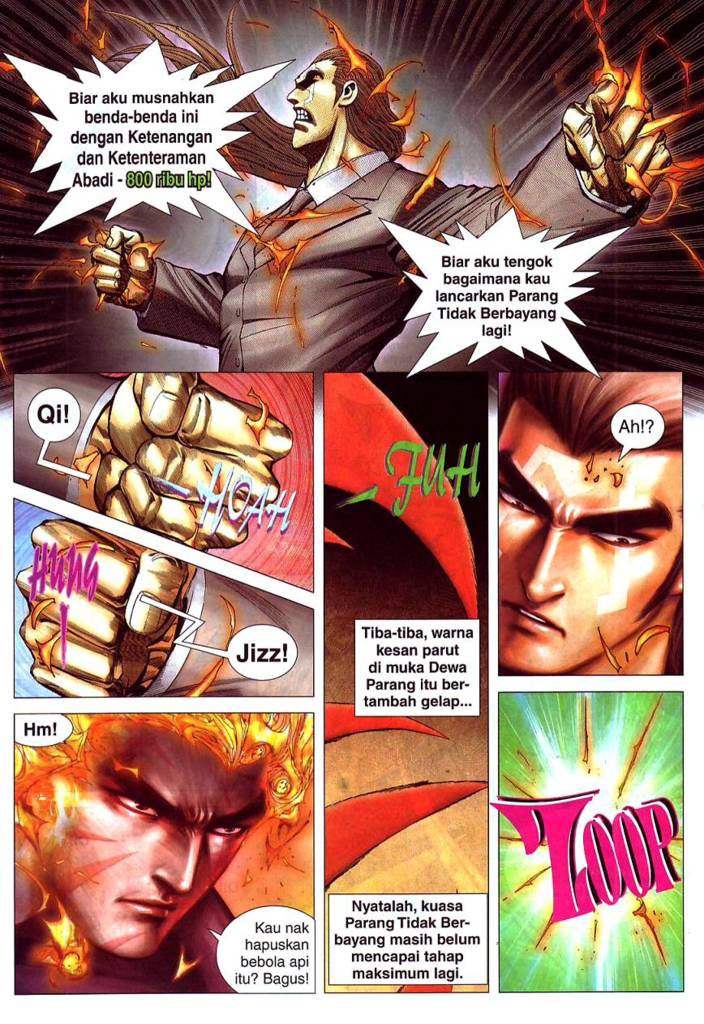 Biar aku musnahkan
benda-benda ini
dengan Ketenangan
dan Ketenteraman
Abadi - 800 ribu hp!
Biar aku tengok
bagaimana kau
lancarkan Parang
Tidak Berbayang
lagi!
Qi!
HOAH
HUNG
!
Jizz!
Hm!
Kau nak
hapuskan
bebola api
itu? Bagus!
FUH
Tiba-tiba, warna
kesan parut
di muka Dewa
Parang itu ber-
tambah gelap...
Nyatalah, kuasa
Parang Tidak Ber-
bayang masih belum
mencapai tahap
maksimum lagi.
Ah!?
ZOOP